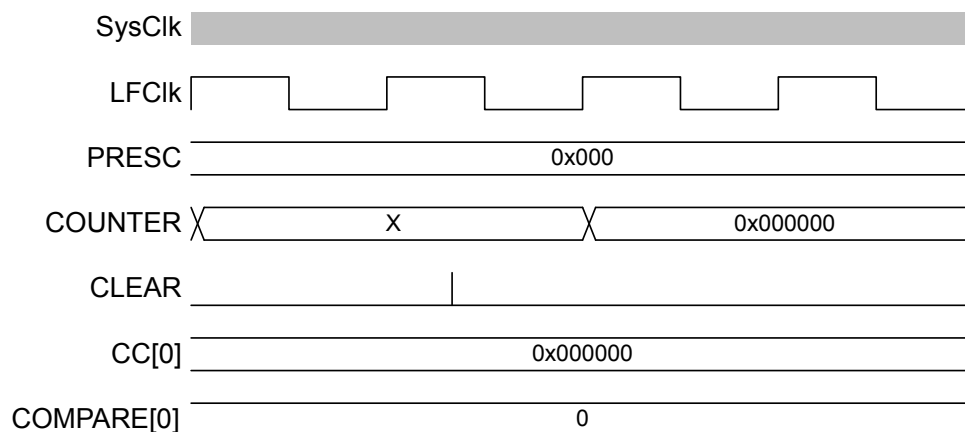 SysClk
LFClk
PRESC 0x000
COUNTER X 0x000000
CLEAR
CC[0] 0x000000
COMPARE[0] 0